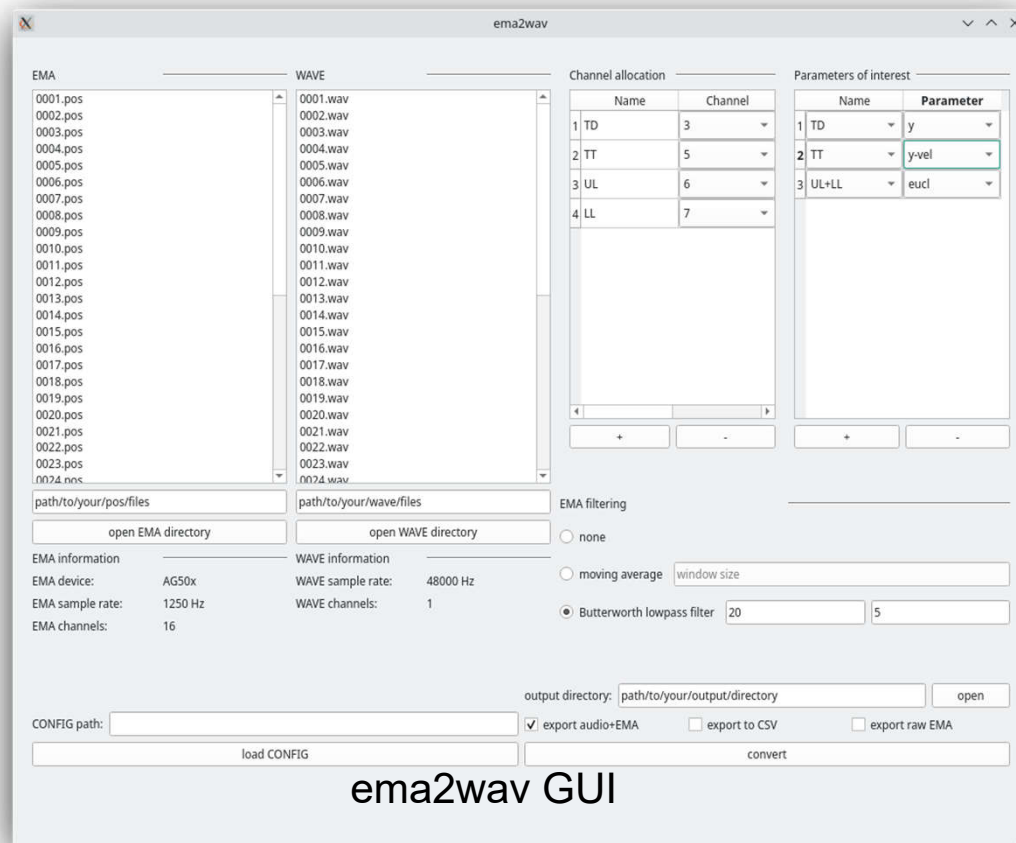 ema2wav
EMA
0001.pos
0002.pos
0003.pos
0004.pos
0005.pos
0006.pos
0007.pos
0008.pos
0009.pos
0010.pos
0011.pos
0012.pos
0013.pos
0014.pos
0015.pos
0016.pos
0017.pos
0018.pos
0019.pos
0020.pos
0021.pos
0022.pos
0023.pos
0024.pos
path/to/your/pos/files
open EMA directory
EMA information
EMA device: AG50x
EMA sample rate: 1250 Hz
EMA channels: 16
WAVE
0001.wav
0002.wav
0003.wav
0004.wav
0005.wav
0006.wav
0007.wav
0008.wav
0009.wav
0010.wav
0011.wav
0012.wav
0013.wav
0014.wav
0015.wav
0016.wav
0017.wav
0018.wav
0019.wav
0020.wav
0021.wav
0022.wav
0023.wav
0024.wav
path/to/your/wave/files
open WAVE directory
WAVE information
WAVE sample rate: 48000 Hz
WAVE channels: 1
Channel allocation
Name Channel
1 TD 3
2 TT 5
3 UL 6
4 LL 7
+ -
Parameters of interest
Name Parameter
1 TD y
2 TT y-vel
3 UL+LL eucl
+ -
EMA filtering
none
moving average window size
Butterworth lowpass filter 20 5
output directory: path/to/your/output/directory open
CONFIG path: export audio+EMA export to CSV export raw EMA
load CONFIG convert
ema2wav GUI